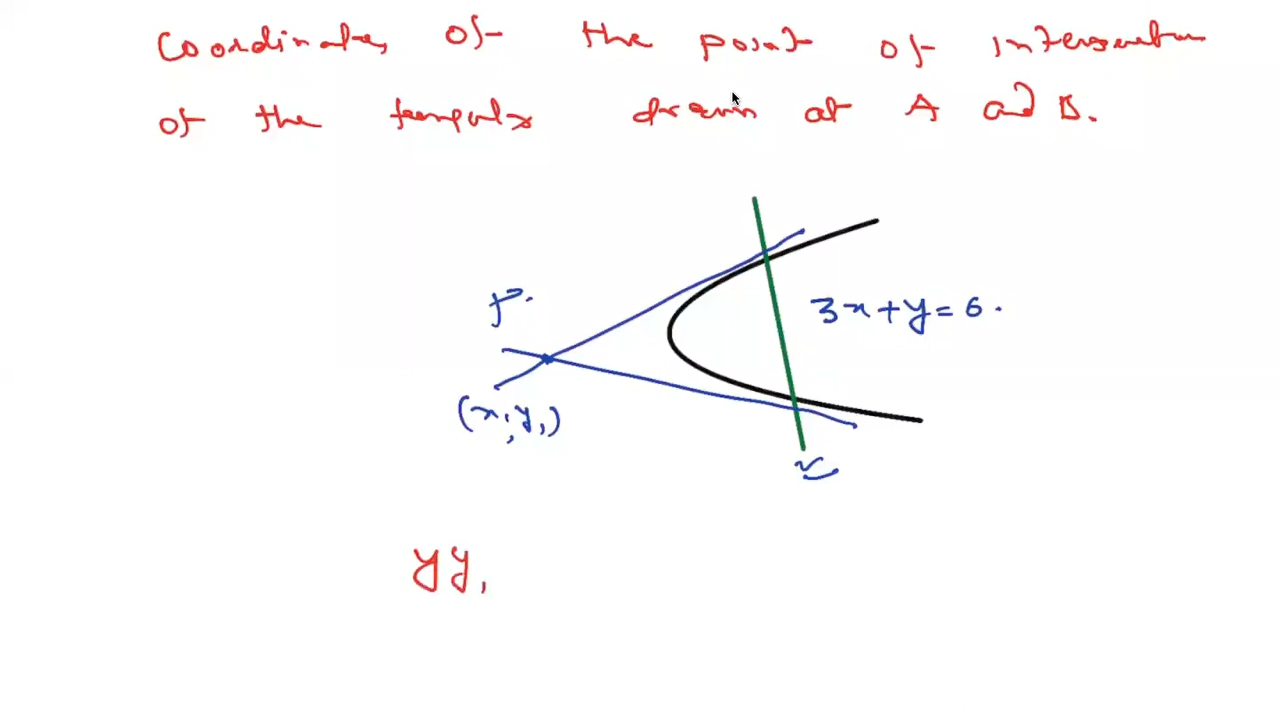 Coordinates of the point of intersection
of the tangents drawn at A and B.
3x+y=6.
P.
(x₁,y₁)
yy₁